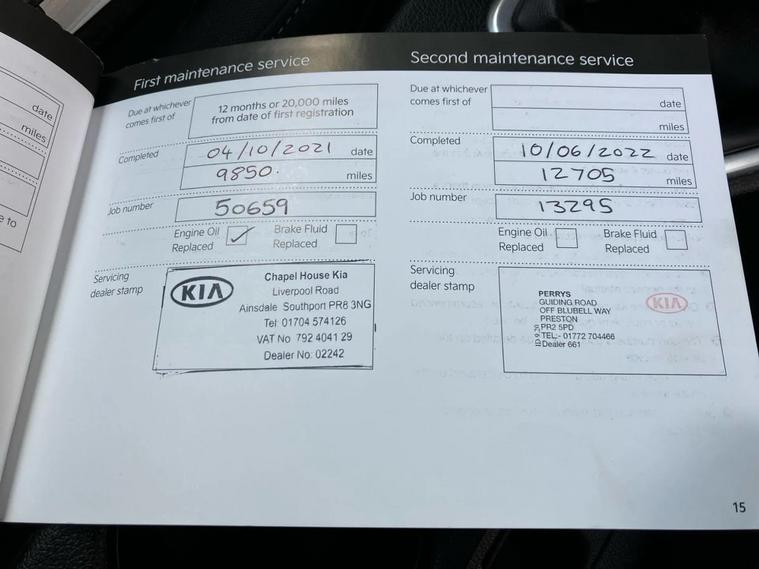 date
miles
e to
First maintenance service
Due at whichever
comes first of
12 months or 20,000 miles
from date of first registration
Completed
04/10/2021 date
9850. miles
Job number
50659
Engine Oil
Replaced
✓
Brake Fluid
Replaced
Servicing
dealer stamp
KIA
Chapel House Kia
Liverpool Road
Ainsdale Southport PR8 3NG
Tel: 01704 574126
VAT No 792 4041 29
Dealer No: 02242
Second maintenance service
Due at whichever
comes first of
date
miles
Completed
10/06/2022 date
12705 miles
Job number
13295
Engine Oil
Replaced
Brake Fluid
Replaced
Servicing
dealer stamp
PERRYS
GUIDING ROAD
OFF BLUBELL WAY
PRESTON
PR2 5PD
TEL:- 01772 704466
Dealer 661
KIA
15